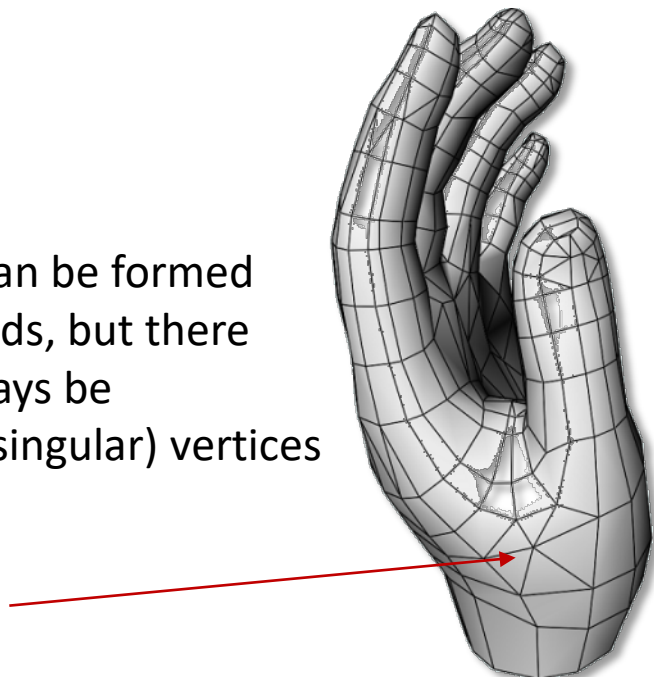 an be formed
ds, but there
ays be
singular) vertices